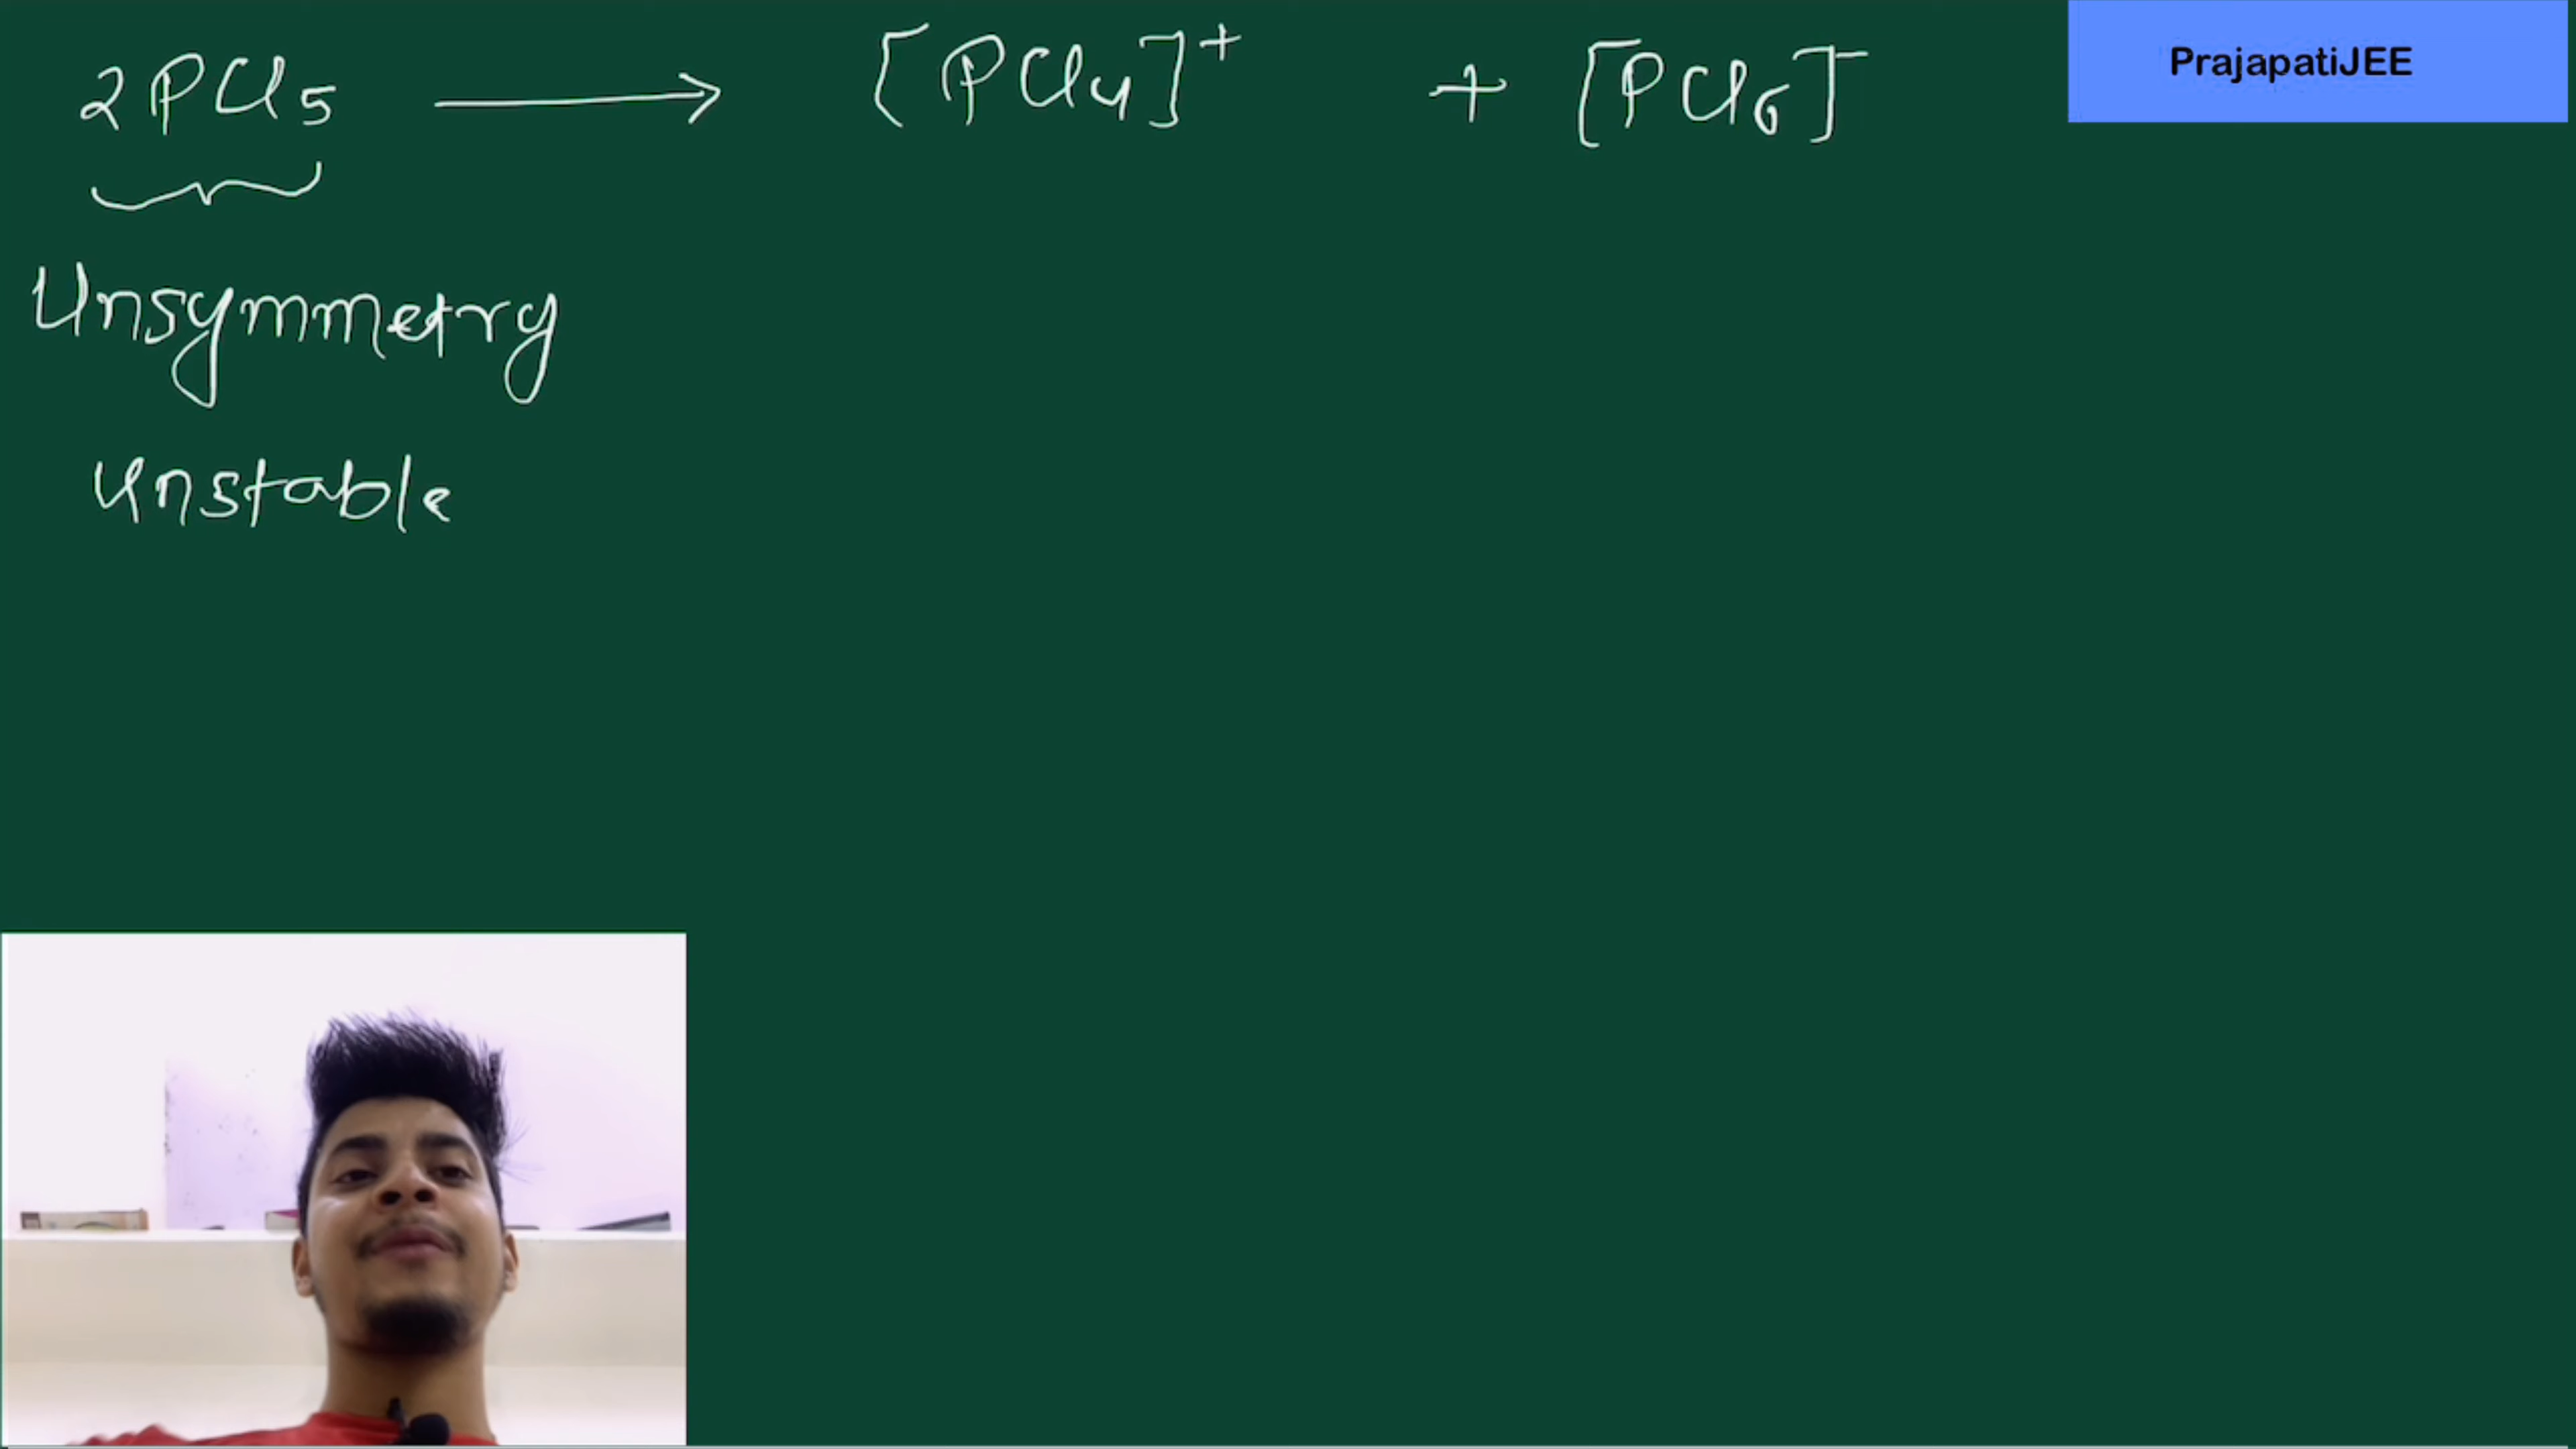 2PCl₅ ⟶ [PCl₄]⁺ + [PCl₆]⁻
PrajapatiJEE
Unsymmetry
Unstable